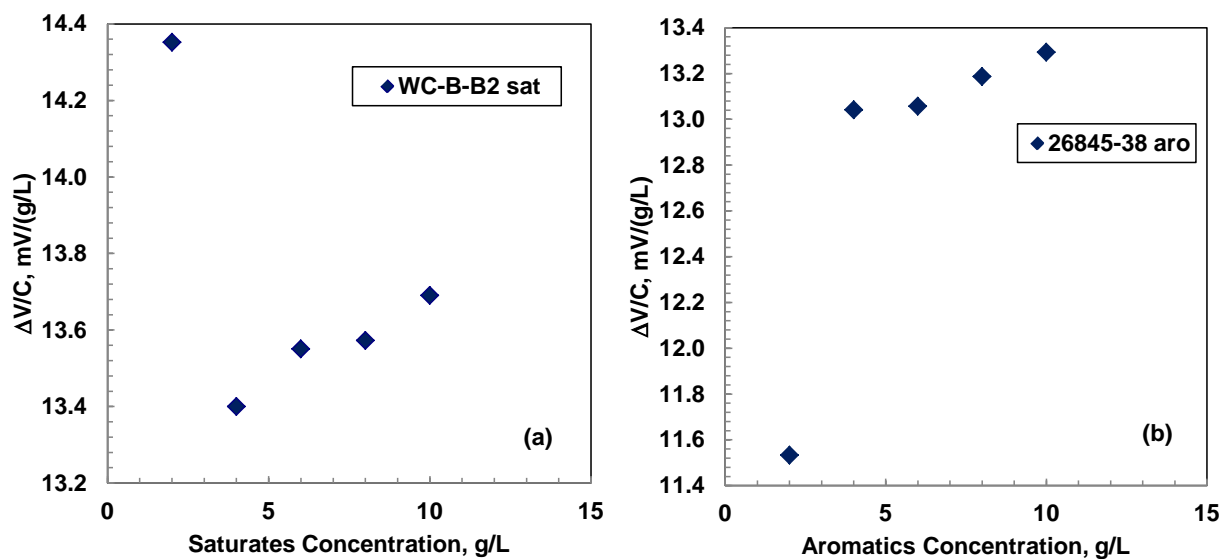 14.4
14.2
14.0
13.8
13.6
13.4
13.2
ΔV/C, mV/(g/L)
WC-B-B2 sat
(a)
0 5 10 15
Saturates Concentration, g/L
13.4
13.2
13.0
12.8
12.6
12.4
12.2
12.0
11.8
11.6
11.4
ΔV/C, mV/(g/L)
26845-38 aro
(b)
0 5 10 15
Aromatics Concentration, g/L